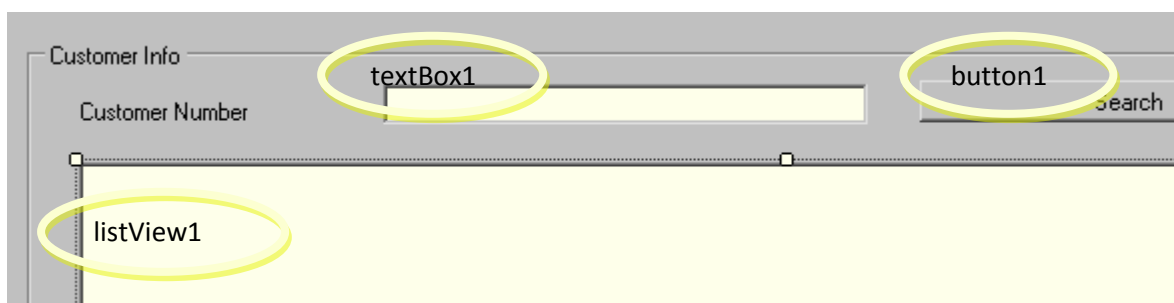 Customer Info
textBox1
button1
Customer Number
Search
listView1